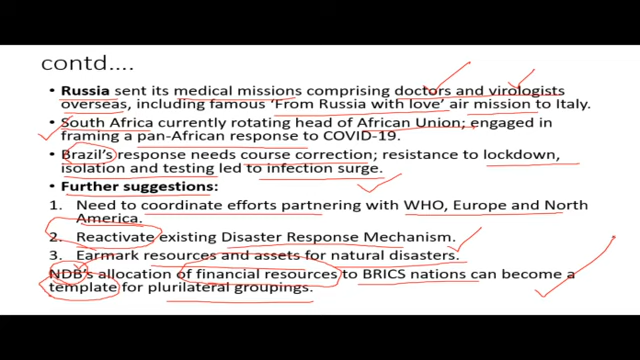 contd....
• Russia sent its medical missions comprising doctors and virologists
overseas, including famous 'From Russia with love' air mission to Italy.
• South Africa currently rotating head of African Union; engaged in
framing a pan-African response to COVID-19.
• Brazil's response needs course correction; resistance to lockdown,
isolation and testing led to infection surge.
• Further suggestions:
1. Need to coordinate efforts partnering with WHO, Europe and North
America.
2. Reactivate existing Disaster Response Mechanism.
3. Earmark resources and assets for natural disasters.
NDB's allocation of financial resources to BRICS nations can become a
template for plurilateral groupings.